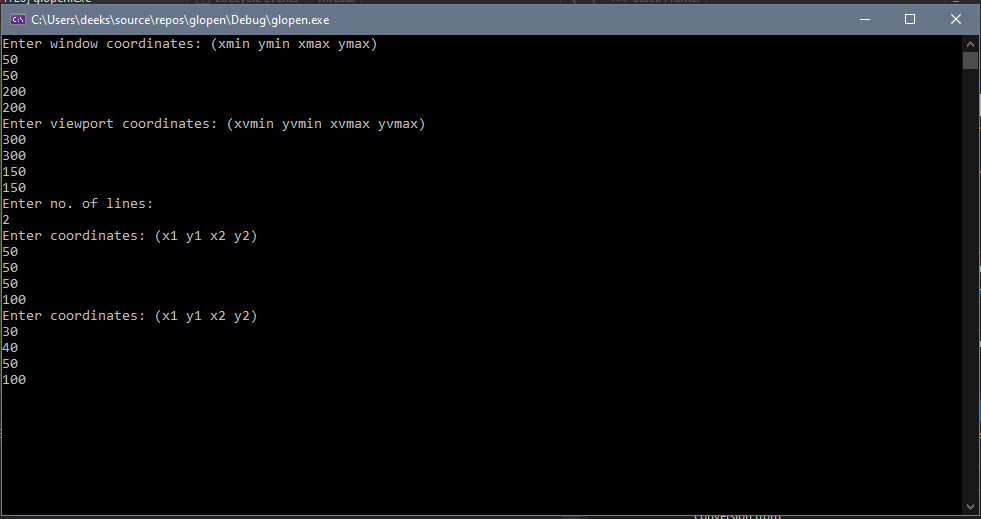 C:\Users\deeks\source\repos\glopen\Debug\glopen.exe
Enter window coordinates: (xmin ymin xmax ymax)
50
50
200
200
Enter viewport coordinates: (xvmin yvmin xvmax yvmax)
300
300
150
150
Enter no. of lines:
2
Enter coordinates: (x1 y1 x2 y2)
50
50
50
100
Enter coordinates: (x1 y1 x2 y2)
30
40
50
100